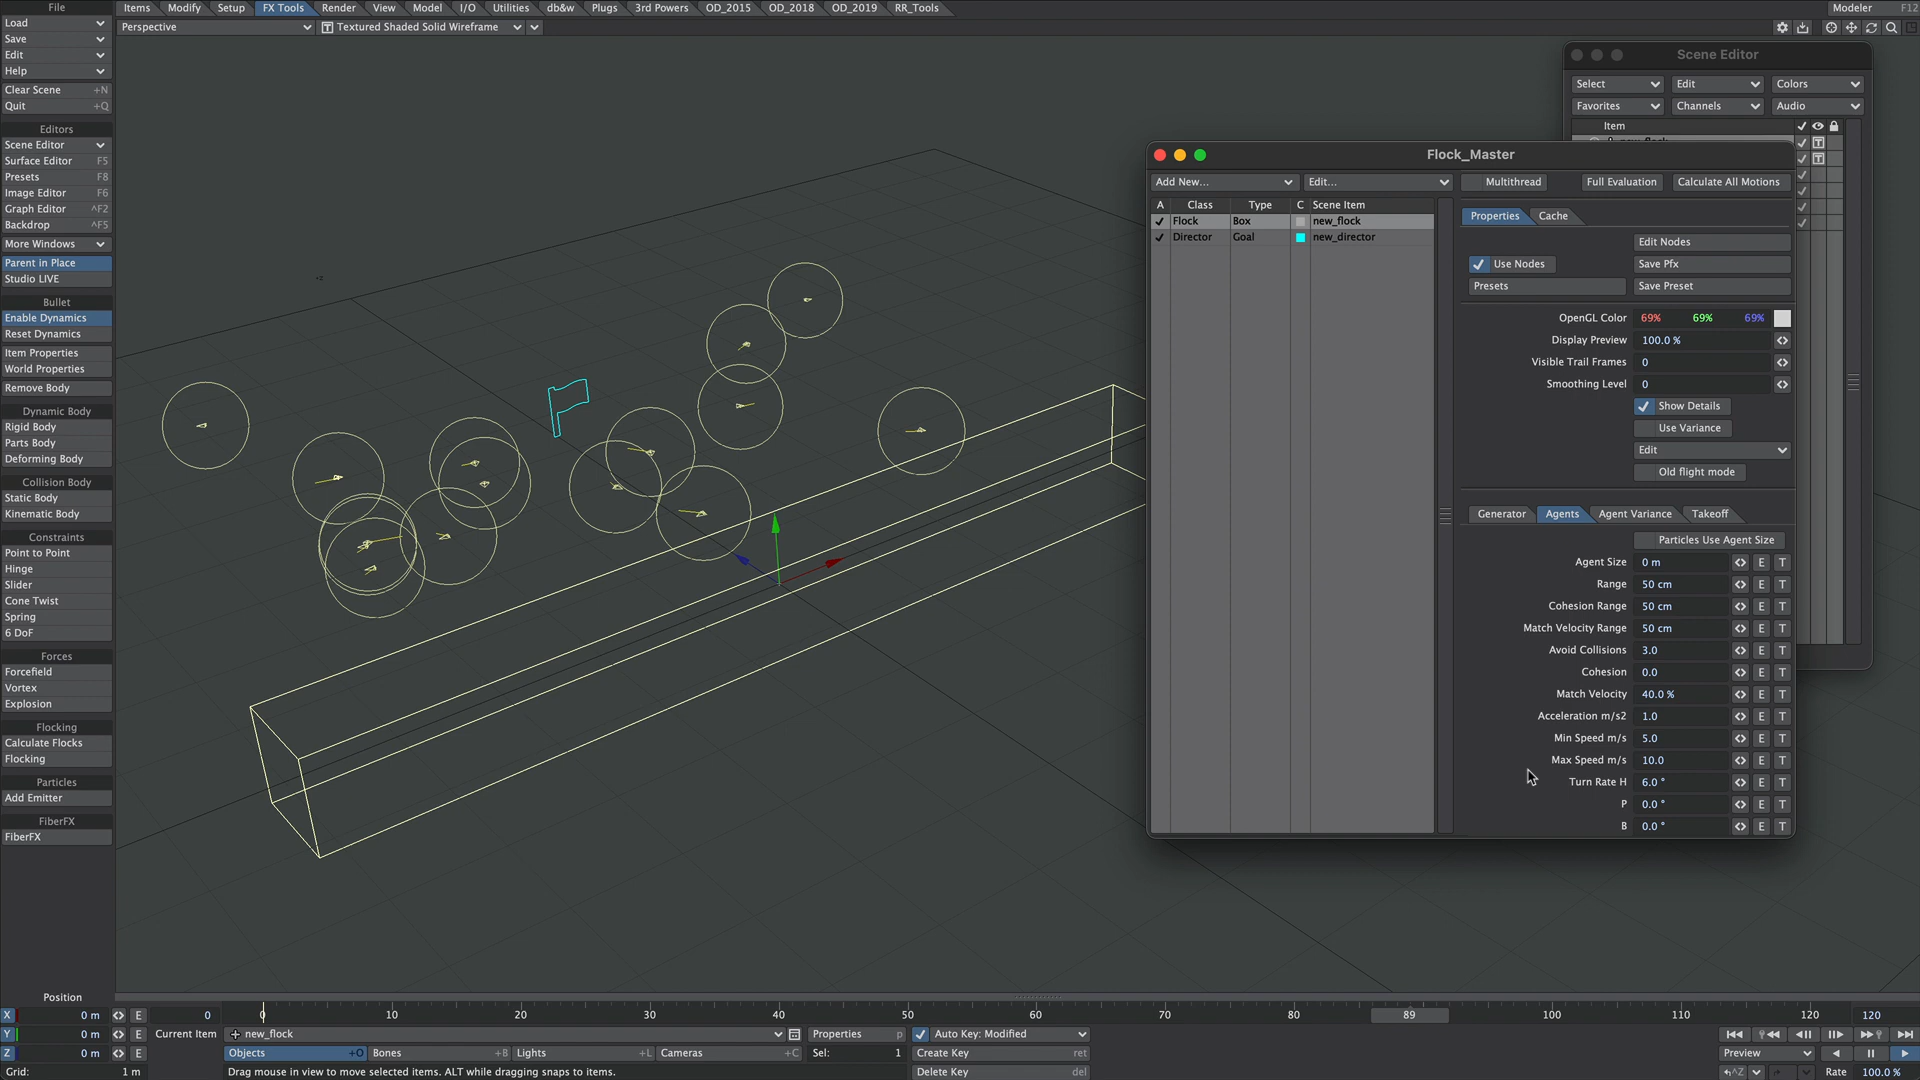 File Items Modify Setup FX Tools Render View Model I/O Utilities db&w Plugs 3rd Powers OD_2015 OD_2018 OD_2019 RR_Tools Modeler F12
Load
Save
Edit
Help
Clear Scene +N
Quit +Q
Editors
Scene Editor
Surface Editor F5
Presets F8
Image Editor F6
Graph Editor ^F2
Backdrop ^F5
More Windows
Parent in Place
Studio LIVE
Bullet
Enable Dynamics
Reset Dynamics
Item Properties
World Properties
Remove Body
Dynamic Body
Rigid Body
Parts Body
Deforming Body
Collision Body
Static Body
Kinematic Body
Constraints
Point to Point
Hinge
Slider
Cone Twist
Spring
6 DoF
Forces
Forcefield
Vortex
Explosion
Flocking
Calculate Flocks
Flocking
Particles
Add Emitter
FiberFX
FiberFX
Perspective Textured Shaded Solid Wireframe
Scene Editor
Select Edit Colors
Favorites Channels Audio
Item
Flock_Master
Add New... Edit... Multithread Full Evaluation Calculate All Motions
A Class Type C Scene Item
Flock Box new_flock
Director Goal new_director
Properties Cache
Edit Nodes
Use Nodes Save Pfx
Presets Save Preset
OpenGL Color 69% 69% 69%
Display Preview 100.0 %
Visible Trail Frames 0
Smoothing Level 0
Show Details
Use Variance
Edit
Old flight mode
Generator Agents Agent Variance Takeoff
Particles Use Agent Size
Agent Size 0 m E T
Range 50 cm E T
Cohesion Range 50 cm E T
Match Velocity Range 50 cm E T
Avoid Collisions 3.0 E T
Cohesion 0.0 E T
Match Velocity 40.0 % E T
Acceleration m/s2 1.0 E T
Min Speed m/s 5.0 E T
Max Speed m/s 10.0 E T
Turn Rate H 6.0 ° E T
P 0.0 ° E T
B 0.0 ° E T
Position
X 0 m E 0 0 10 20 30 40 50 60 70 80 89 100 110 120 120
Y 0 m E Current Item new_flock Properties p Auto Key: Modified
Z 0 m E Objects +O Bones +B Lights +L Cameras +C Sel: 1 Create Key ret Preview
Grid: 1 m Drag mouse in view to move selected items. ALT while dragging snaps to items. Delete Key del ^Z Rate 100.0 %